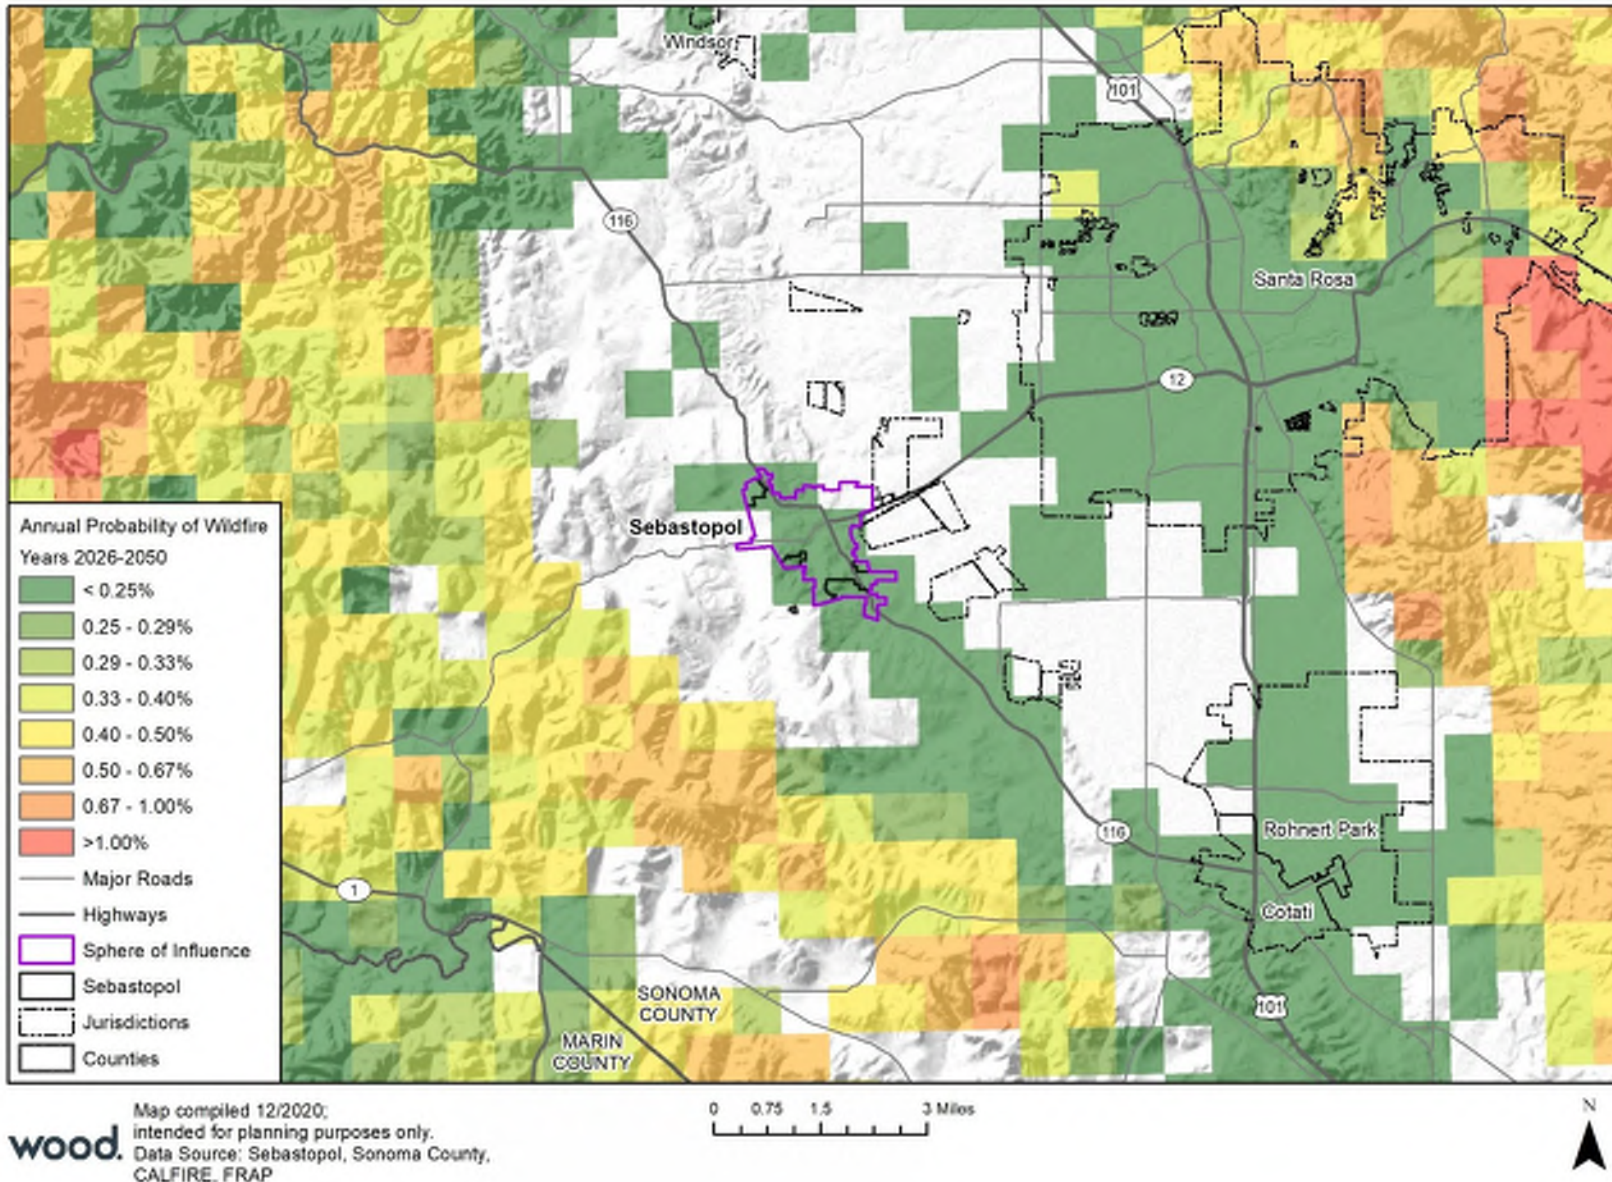 Windsor
101
116
Santa Rosa
12
Sebastopol
Annual Probability of Wildfire
Years 2026-2050
< 0.25%
0.25 - 0.29%
0.29 - 0.33%
0.33 - 0.40%
0.40 - 0.50%
0.50 - 0.67%
0.67 - 1.00%
>1.00%
Major Roads
Highways
Sphere of Influence
Sebastopol
Jurisdictions
Counties
116
Rohnert Park
1
Cotati
SONOMA
COUNTY
101
MARIN
COUNTY
wood.
Map compiled 12/2020;
intended for planning purposes only.
Data Source: Sebastopol, Sonoma County,
CALFIRE, FRAP
0 0.75 1.5 3 Miles
N